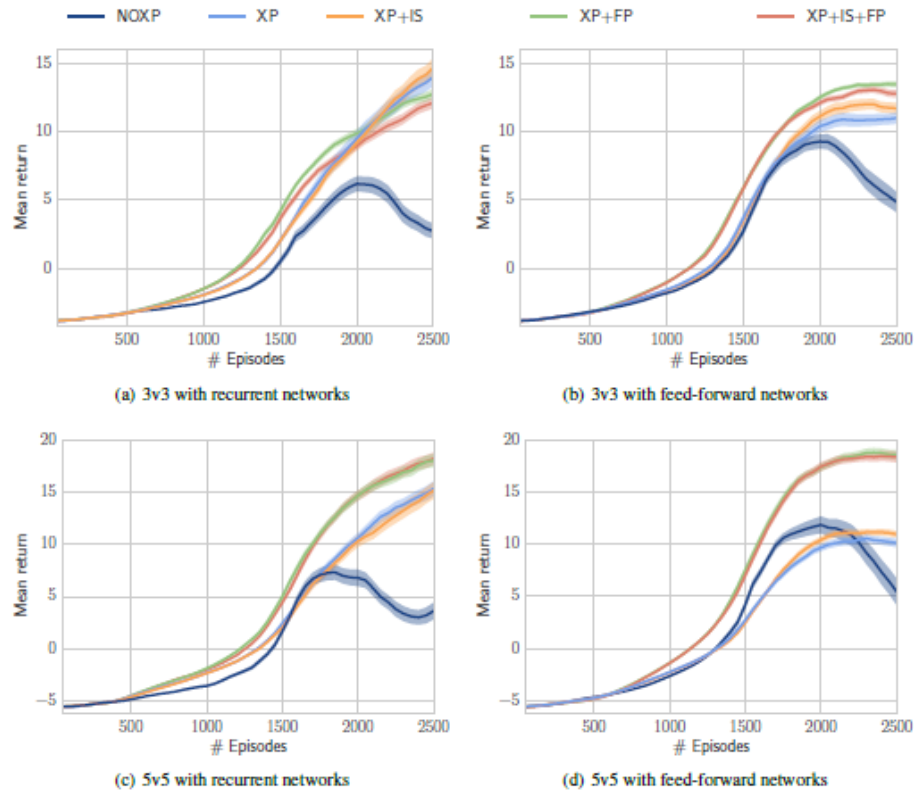 NOXP XP XP+IS XP+FP XP+IS+FP
15
10
5
0
Mean return
500 1000 1500 2000 2500
# Episodes
(a) 3v3 with recurrent networks
15
10
5
0
Mean return
500 1000 1500 2000 2500
# Episodes
(b) 3v3 with feed-forward networks
20
15
10
5
0
−5
Mean return
500 1000 1500 2000 2500
# Episodes
(c) 5v5 with recurrent networks
20
15
10
5
0
−5
Mean return
500 1000 1500 2000 2500
# Episodes
(d) 5v5 with feed-forward networks